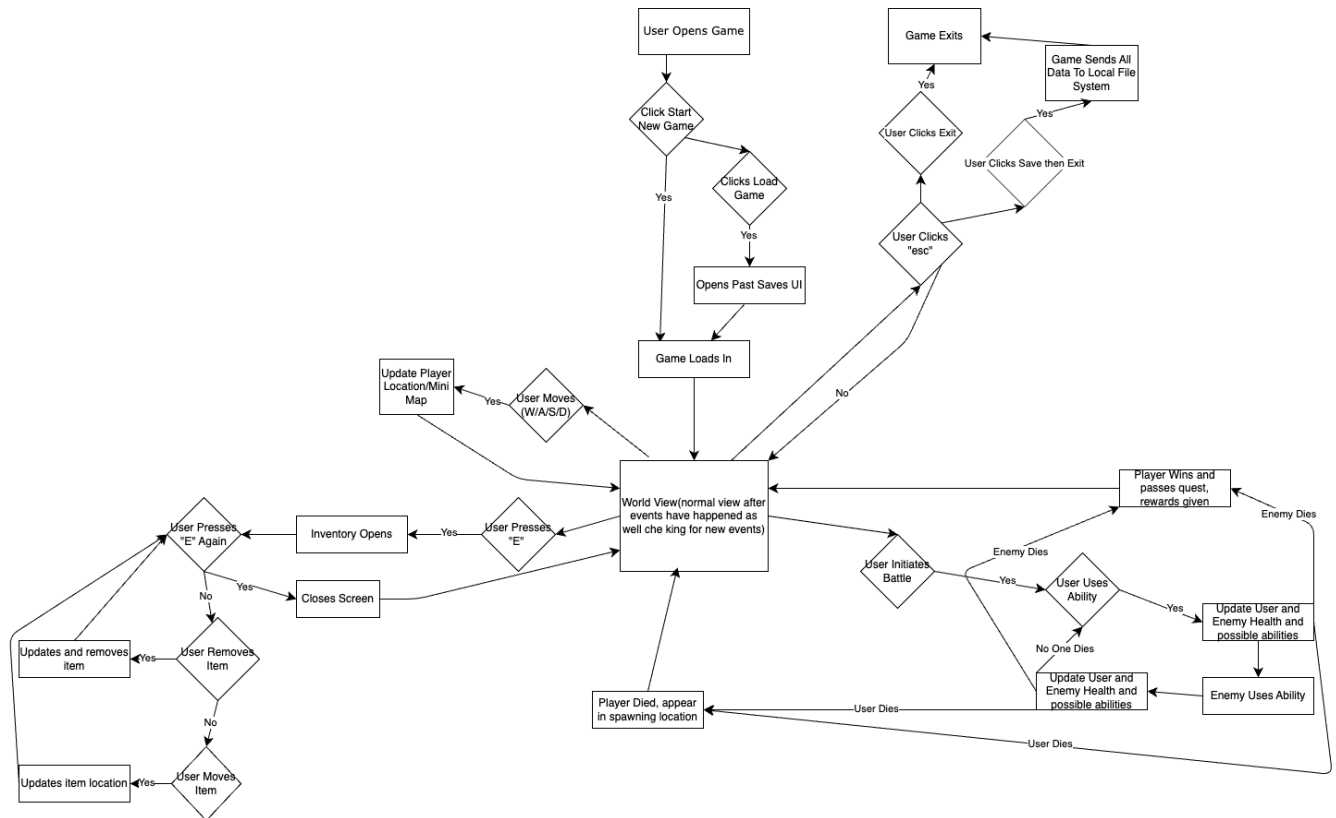 User Opens Game
Game Exits
Game Sends All
Data To Local File
System
Yes
Click Start
New Game
Yes
User Clicks Exit
User Clicks Save then Exit
Clicks Load
Game
Yes
Yes
User Clicks
"esc"
Opens Past Saves UI
Game Loads In
Update Player
Location/Mini
Map
Yes
User Moves
(W/A/S/D)
No
World View(normal view after
events have happened as
well che king for new events)
Player Wins and
passes quest,
rewards given
Enemy Dies
User Presses
"E" Again
Inventory Opens
Yes
User Presses
"E"
Enemy Dies
User Initiates
Battle
Yes
User Uses
Ability
Yes
No
Yes
Closes Screen
Yes
Update User and
Enemy Health and
possible abilities
No One Dies
Updates and removes
item
Yes
User Removes
Item
Update User and
Enemy Health and
possible abilities
Enemy Uses Ability
Player Died, appear
in spawning location
User Dies
No
User Dies
Updates item location
Yes
User Moves
Item